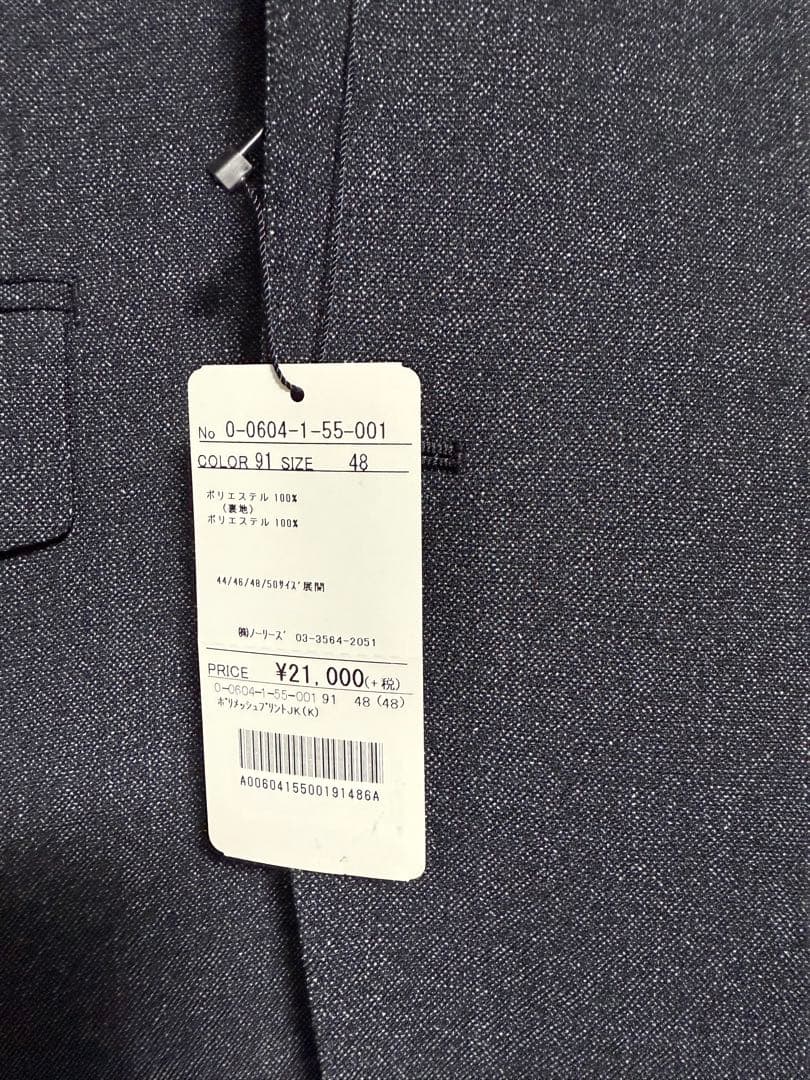 No 0-0604-1-55-001
COLOR 91 SIZE 48
ポリエステル 100%
(裏地)
ポリエステル 100%
44/46/48/50ｻｲｽﾞ展開
㈱ﾉｰﾘｰｽﾞ 03-3564-2051
PRICE ¥21,000(+税)
0-0604-1-55-001 91 48 (48)
ﾎﾟﾘﾒｯｼｭﾌﾟﾘﾝﾄJK(K)
A0060415500191486A